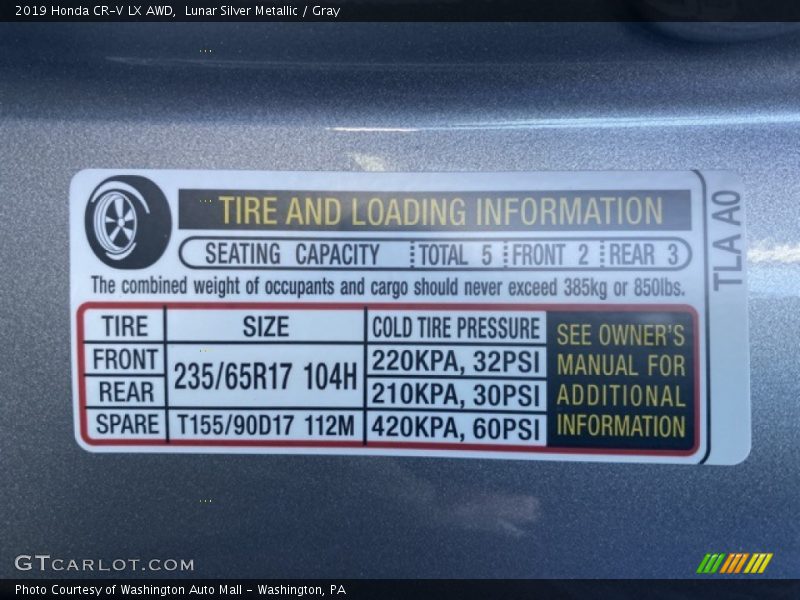 2019 Honda CR-V LX AWD,  Lunar Silver Metallic / Gray
TIRE AND LOADING INFORMATION
SEATING CAPACITY TOTAL 5 FRONT 2 REAR 3
The combined weight of occupants and cargo should never exceed 385kg or 850lbs.
TIRE SIZE COLD TIRE PRESSURE
FRONT 235/65R17 104H 220KPA, 32PSI
REAR 210KPA, 30PSI
SPARE T155/90D17 112M 420KPA, 60PSI
SEE OWNER'S
MANUAL FOR
ADDITIONAL
INFORMATION
TLA A0
GTCARLOT.COM
Photo Courtesy of Washington Auto Mall - Washington, PA